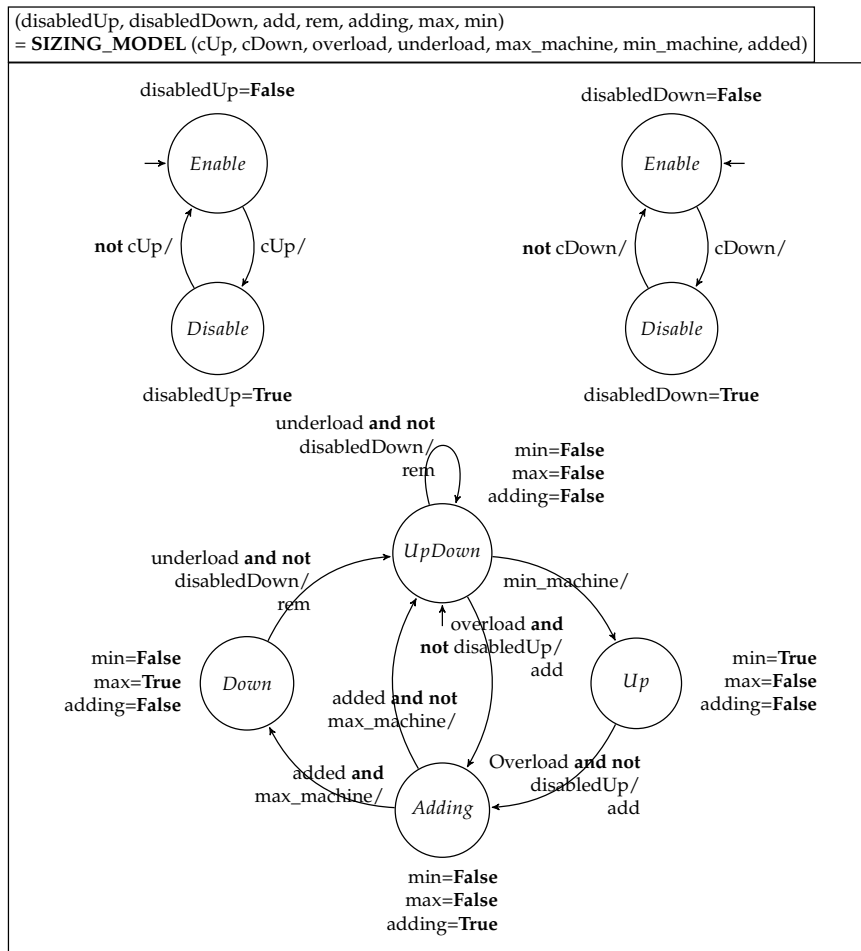 (disabledUp, disabledDown, add, rem, adding, max, min)
= SIZING_MODEL (cUp, cDown, overload, underload, max_machine, min_machine, added)
disabledUp=False
disabledDown=False
Enable
Enable
not cUp/
cUp/
not cDown/
cDown/
Disable
Disable
disabledUp=True
disabledDown=True
underload and not
disabledDown/
rem
min=False
max=False
adding=False
UpDown
underload and not
disabledDown/
rem
min_machine/
overload and
not disabledUp/
add
min=False
max=True
adding=False
Down
Up
min=True
max=False
adding=False
added and not
max_machine/
added and
max_machine/
Overload and not
disabledUp/
add
Adding
min=False
max=False
adding=True